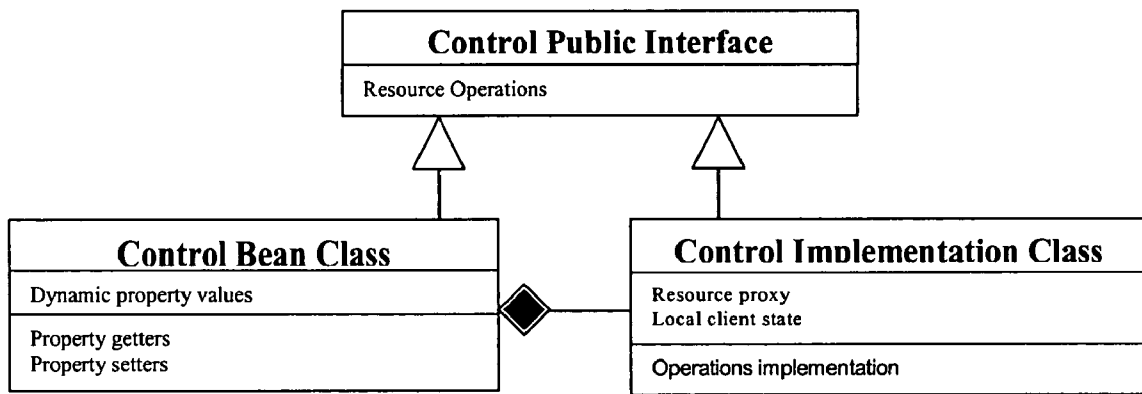 Control Public Interface
Resource Operations
Control Bean Class
Dynamic property values
Property getters
Property setters
Control Implementation Class
Resource proxy
Local client state
Operations implementation